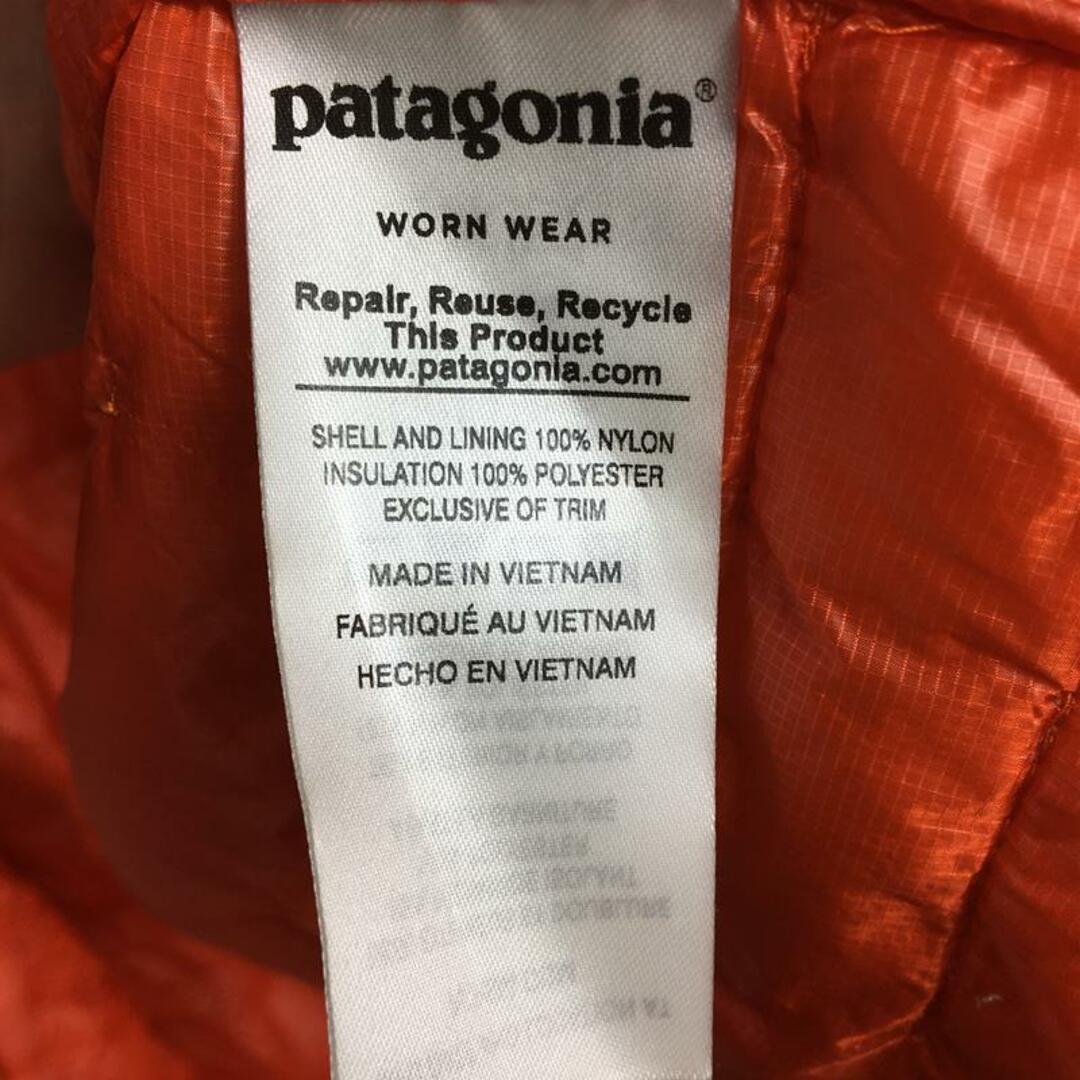 patagonia®
WORN WEAR
Repair, Reuse, Recycle
This Product
www.patagonia.com
SHELL AND LINING 100% NYLON
INSULATION 100% POLYESTER
EXCLUSIVE OF TRIM
MADE IN VIETNAM
FABRIQUÉ AU VIETNAM
HECHO EN VIETNAM